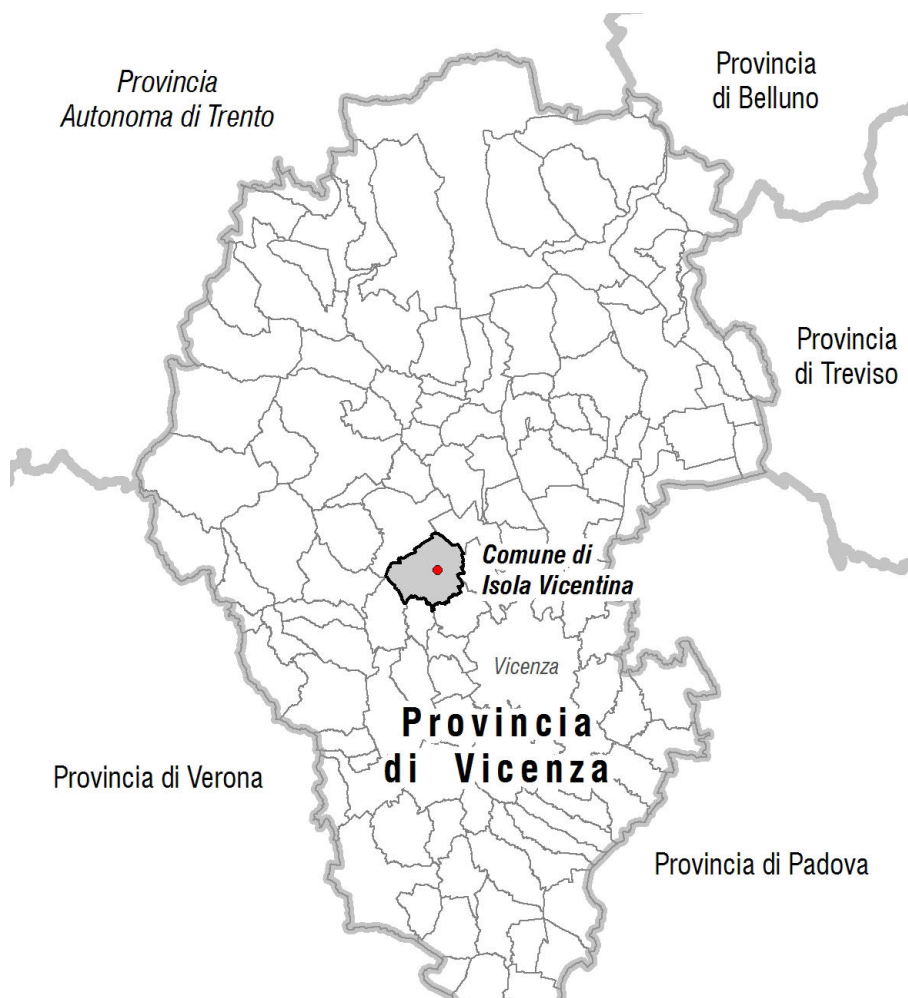 Provincia
Autonoma di Trento
Provincia
di Belluno
Provincia
di Treviso
Comune di
Isola Vicentina
Vicenza
Provincia
di Vicenza
Provincia di Verona
Provincia di Padova